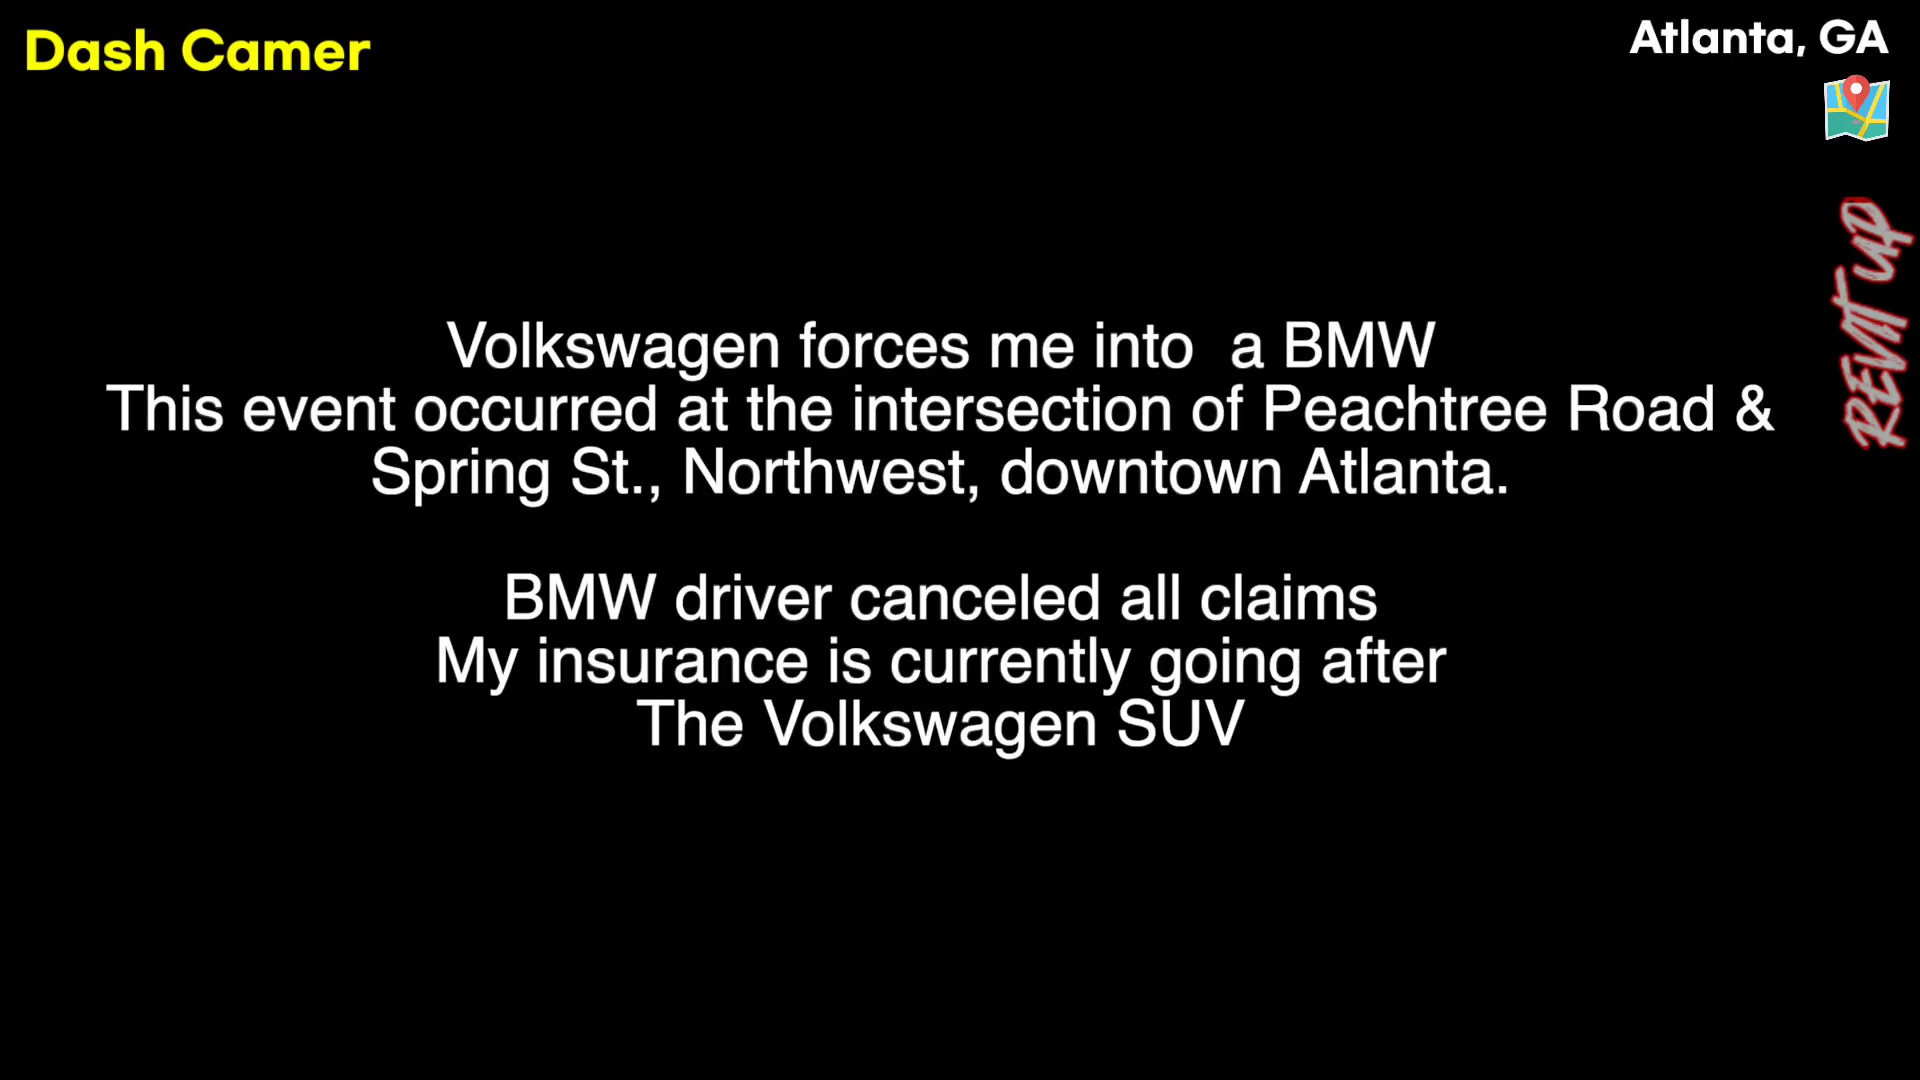 Dash Camer
Atlanta, GA
REV IT UP
Volkswagen forces me into  a BMW
This event occurred at the intersection of Peachtree Road &
Spring St., Northwest, downtown Atlanta.
BMW driver canceled all claims
My insurance is currently going after
The Volkswagen SUV